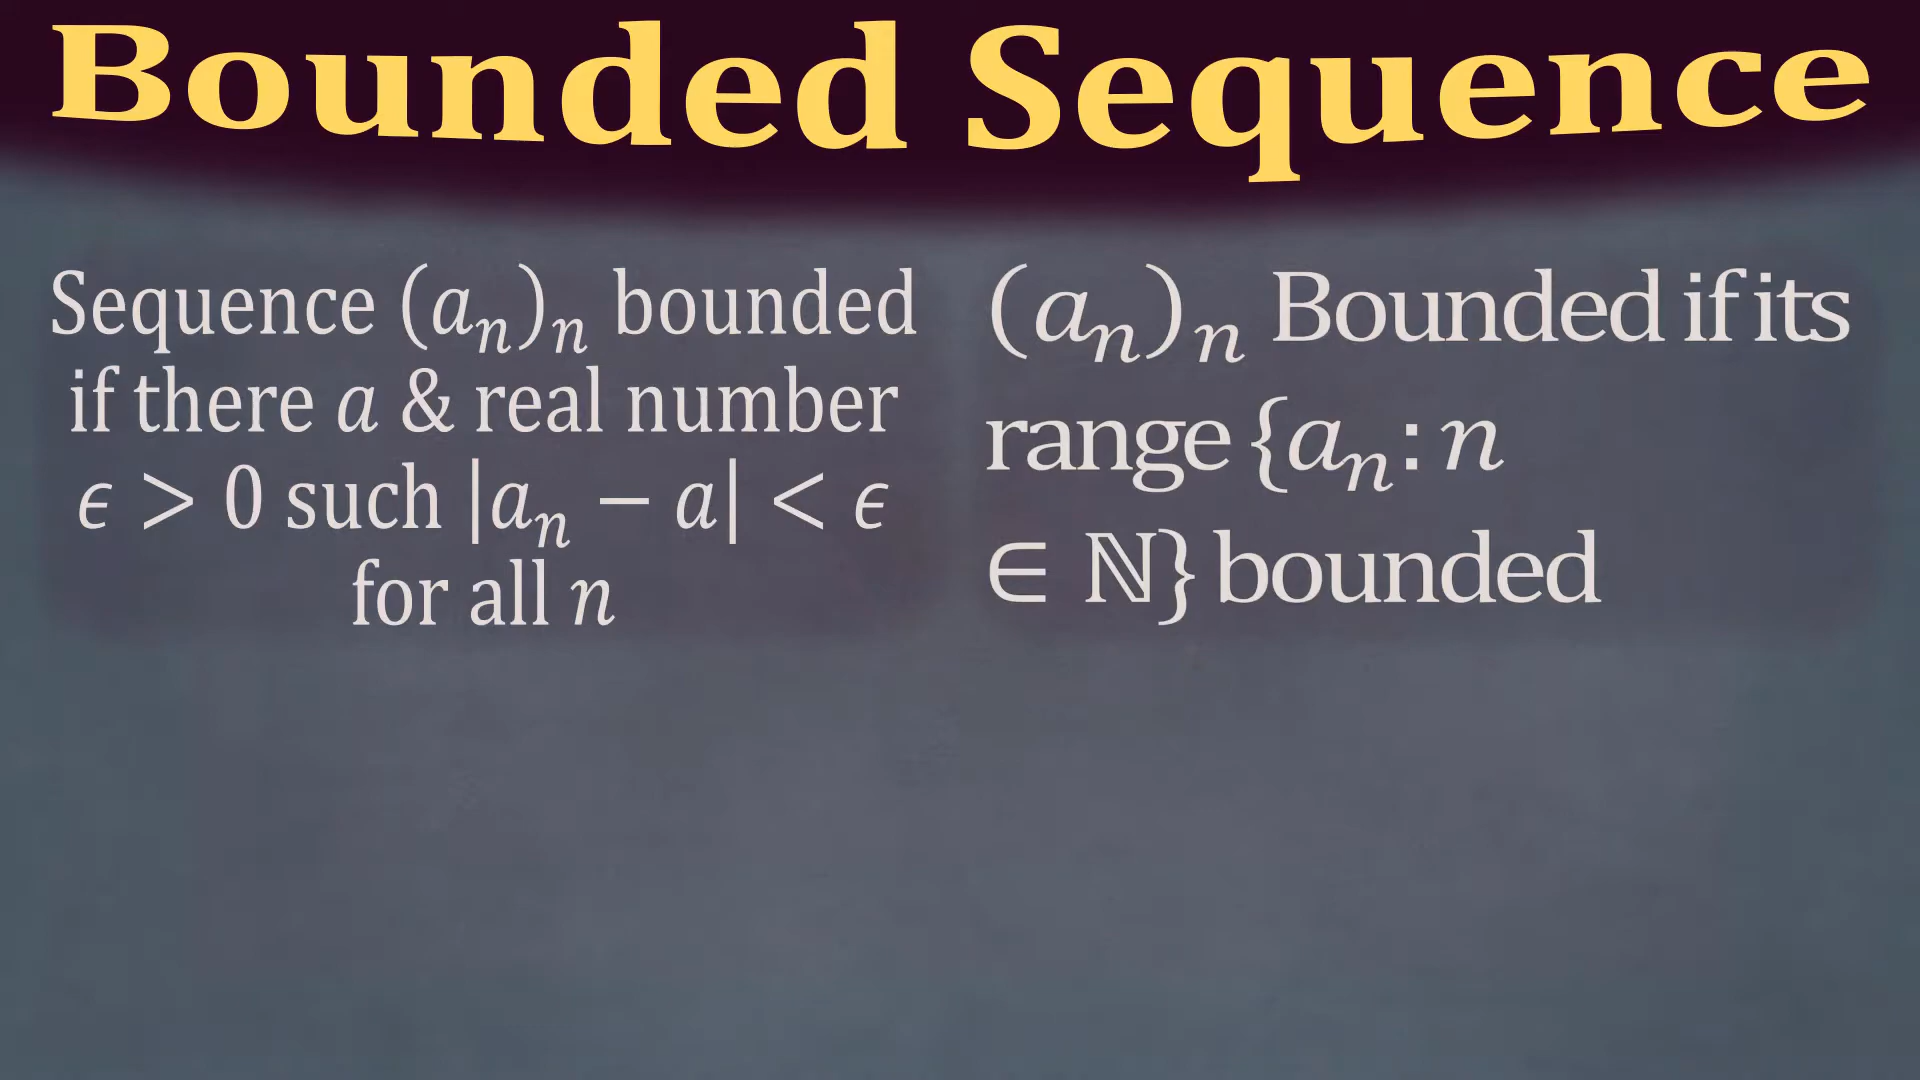 Bounded Sequence
Sequence (aₙ)ₙ bounded
if there a & real number
ϵ > 0 such |aₙ − a| < ϵ
for all n
(aₙ)ₙ Bounded if its
range {aₙ: n
∈ ℕ} bounded